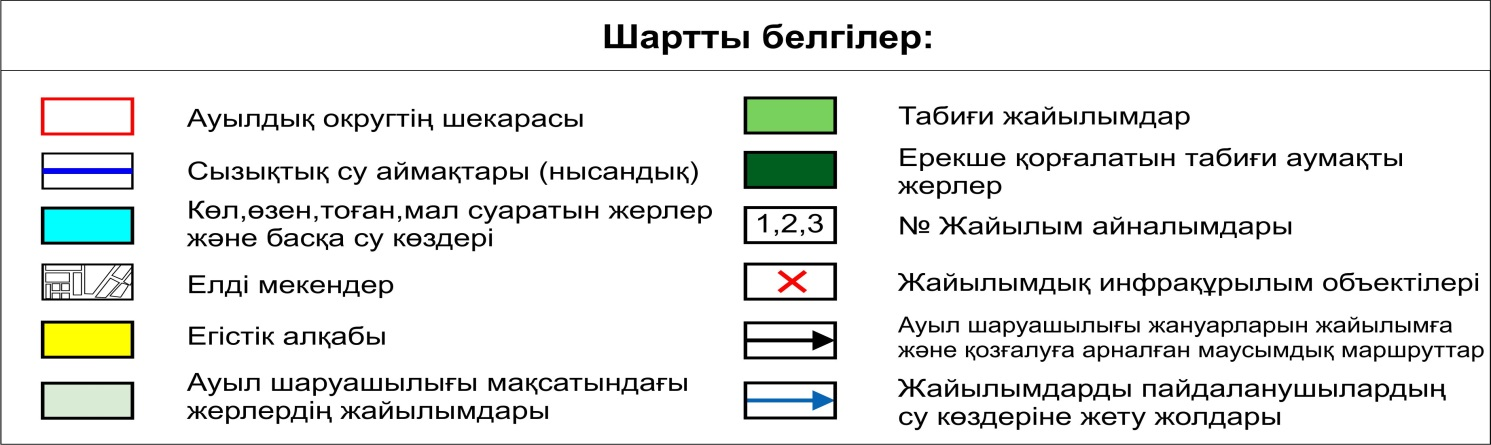 Шартты белгілер:
Ауылдық округтің шекарасы
Сызықтық су аймақтары (нысандық)
Көл,өзен,тоған,мал суаратын жерлер
және басқа су көздері
Елді мекендер
Егістік алқабы
Ауыл шаруашылығы мақсатындағы
жерлердің жайылымдары
Табиғи жайылымдар
Ерекше қорғалатын табиғи аумақты
жерлер
1,2,3 № Жайылым айналымдары
Жайылымдық инфрақұрылым объектілері
Ауыл шаруашылығы жануарларын жайылымға
және қозғалуға арналған маусымдық маршруттар
Жайылымдарды пайдаланушылардың
су көздеріне жету жолдары